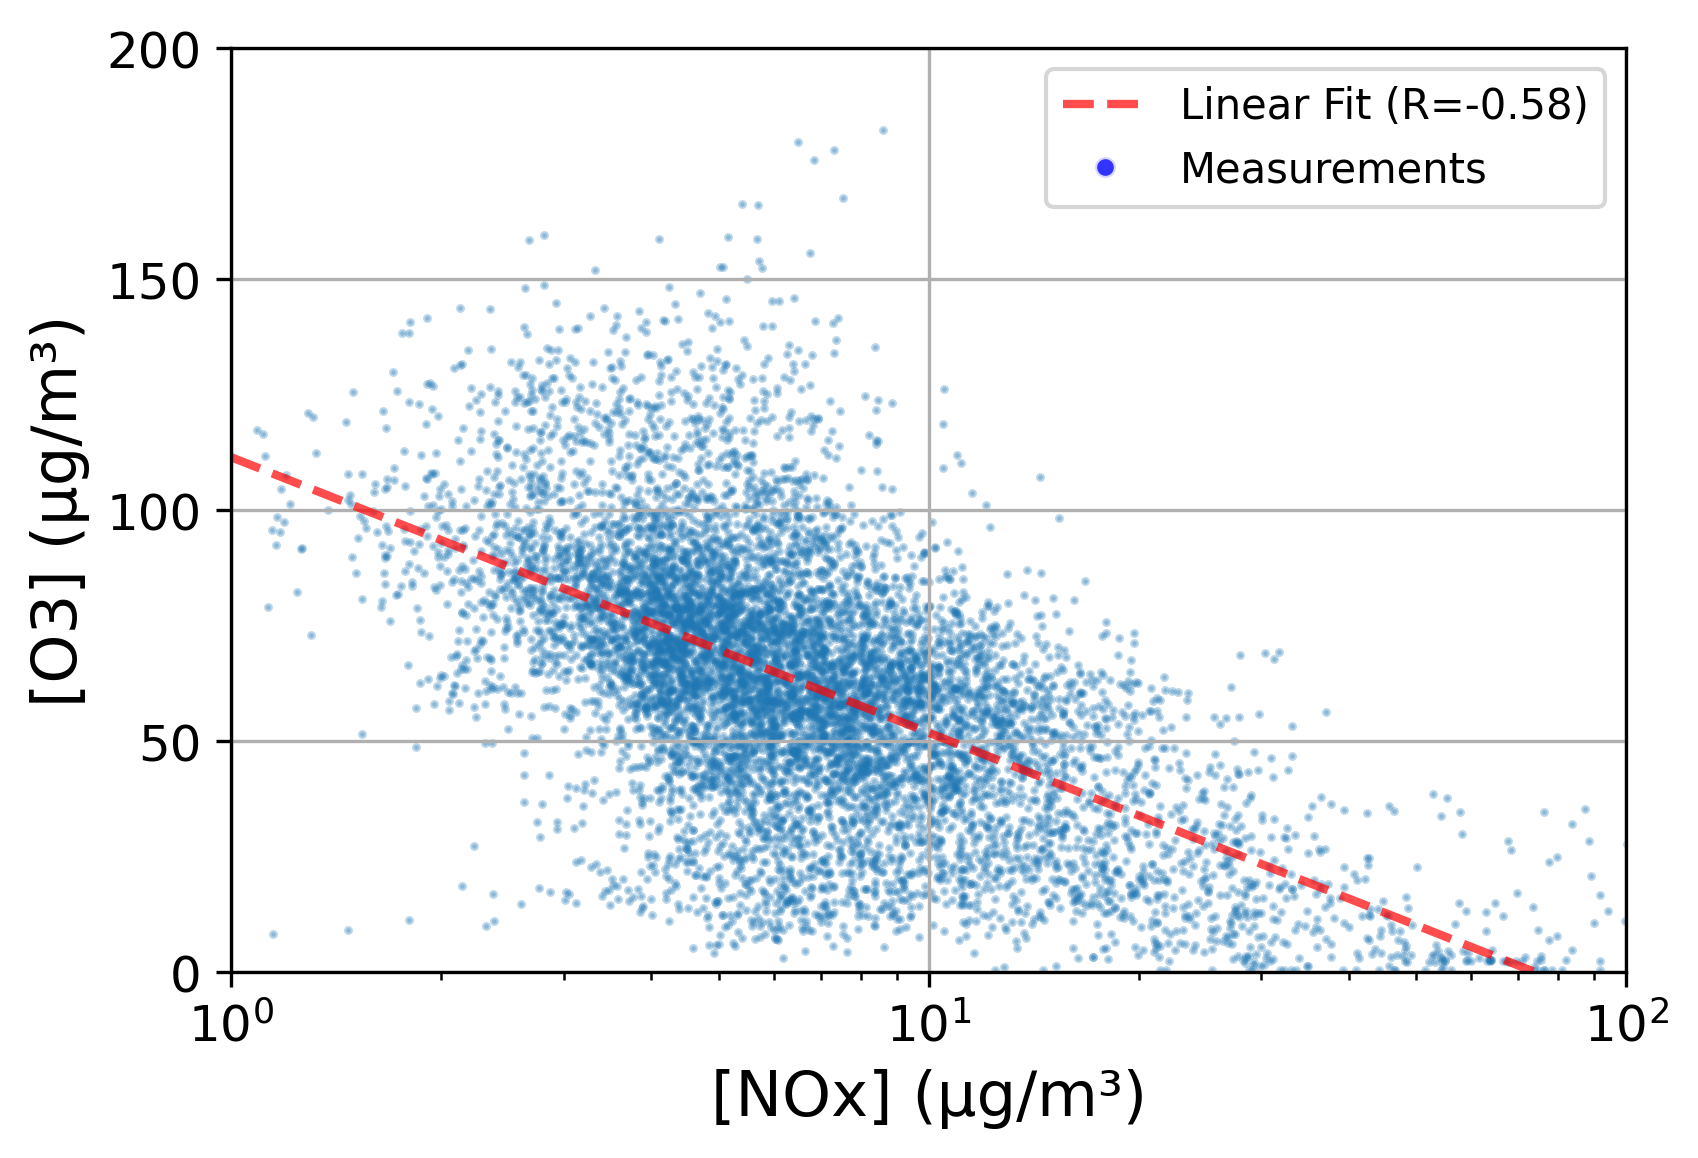 200
150
100
50
0
[O3] (µg/m³)
Linear Fit (R=-0.58)
Measurements
10⁰
10¹
10²
[NOx] (µg/m³)